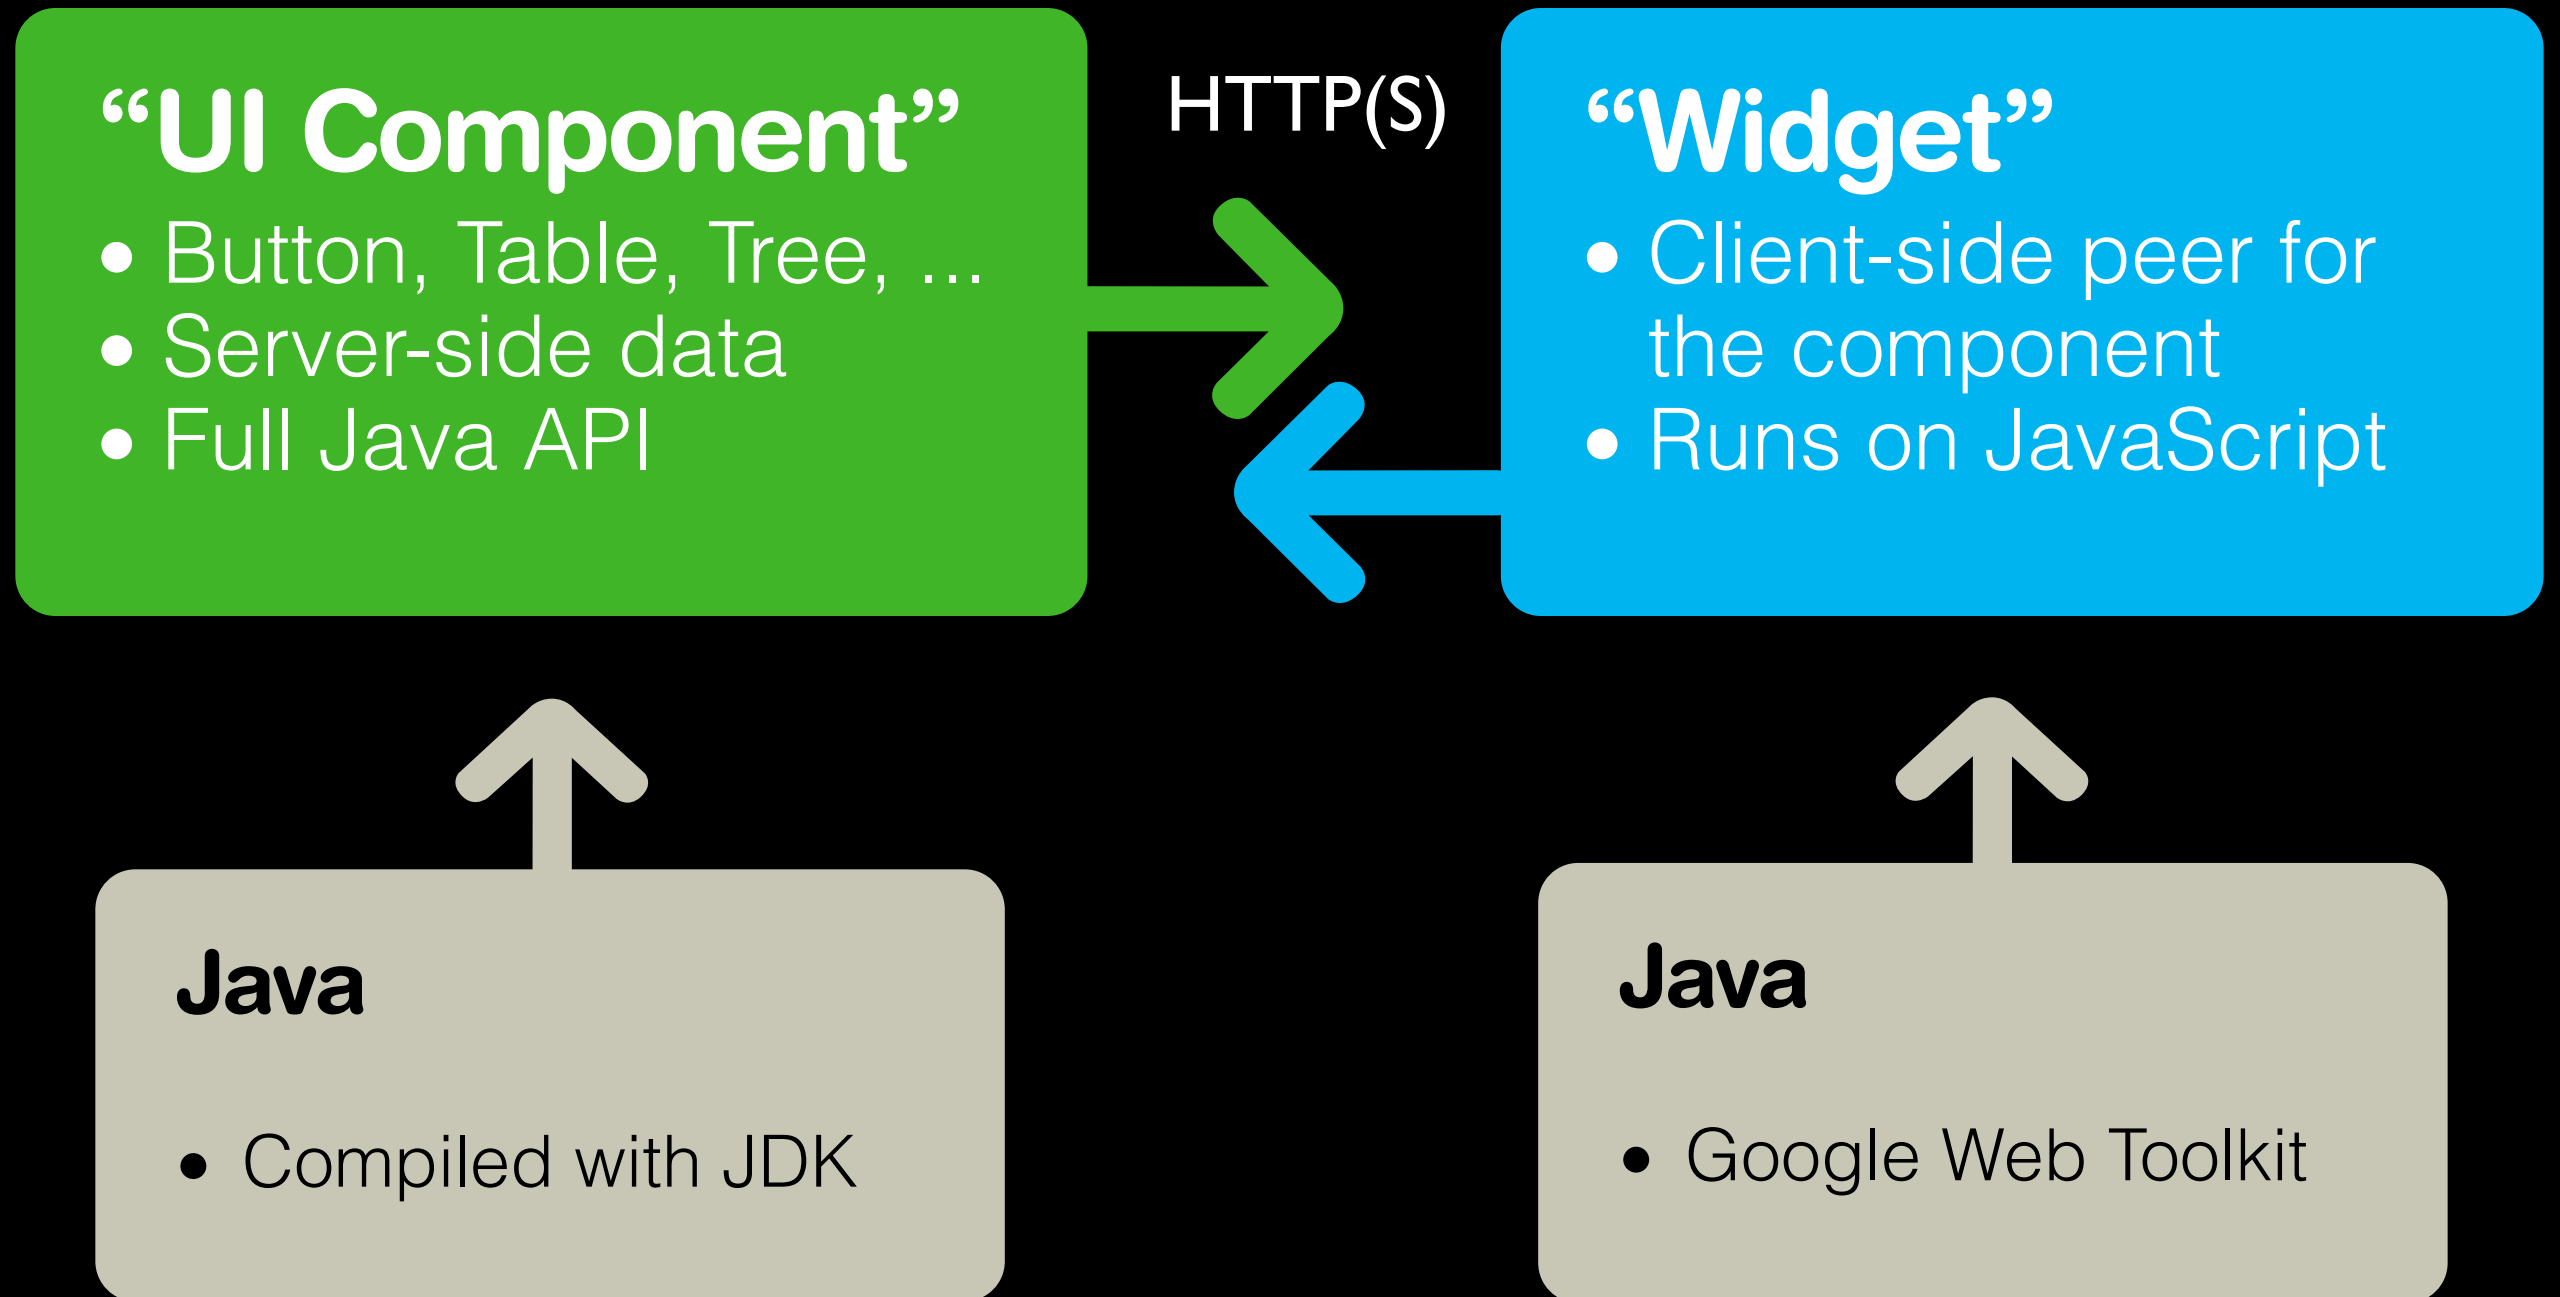 “UI Component”
• Button, Table, Tree, ...
• Server-side data
• Full Java API
HTTP(S)
“Widget”
• Client-side peer for
the component
• Runs on JavaScript
Java
• Compiled with JDK
Java
• Google Web Toolkit